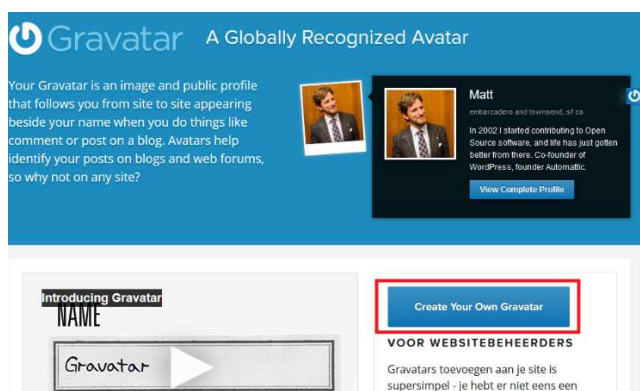 Gravatar A Globally Recognized Avatar
Your Gravatar is an image and public profile
that follows you from site to site appearing
beside your name when you do things like
comment or post on a blog. Avatars help
identify your posts on blogs and web forums,
so why not on any site?
Matt
embarcadero and townsend, sf ca
In 2002 I started contributing to Open
Source software, and life has just gotten
better from there. Co-founder of
WordPress, founder Automattic.
View Complete Profile
Introducing Gravatar
NAME
Gravatar
Create Your Own Gravatar
VOOR WEBSITEBEHEERDERS
Gravatars toevoegen aan je site is
supersimpel - je hebt er niet eens een